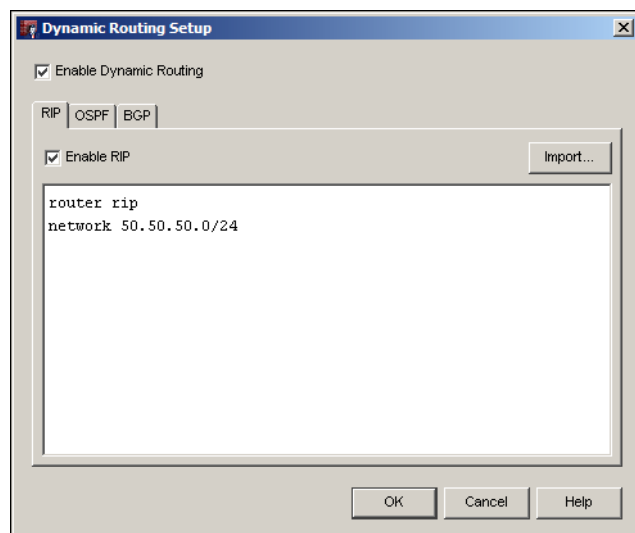 Dynamic Routing Setup
Enable Dynamic Routing
RIP OSPF BGP
Enable RIP Import...
router rip
network 50.50.50.0/24
OK Cancel Help